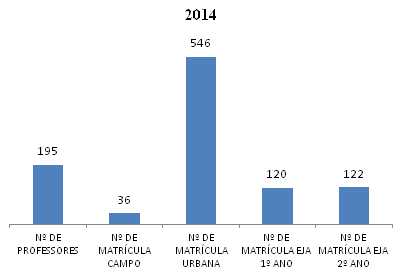 2014
546
195
120
122
36
Nº DE
PROFESSORES
Nº DE
MATRÍCULA
CAMPO
Nº DE
MATRÍCULA
URBANA
Nº DE
MATRÍCULA EJA
1º ANO
Nº DE
MATRÍCULA EJA
2º ANO